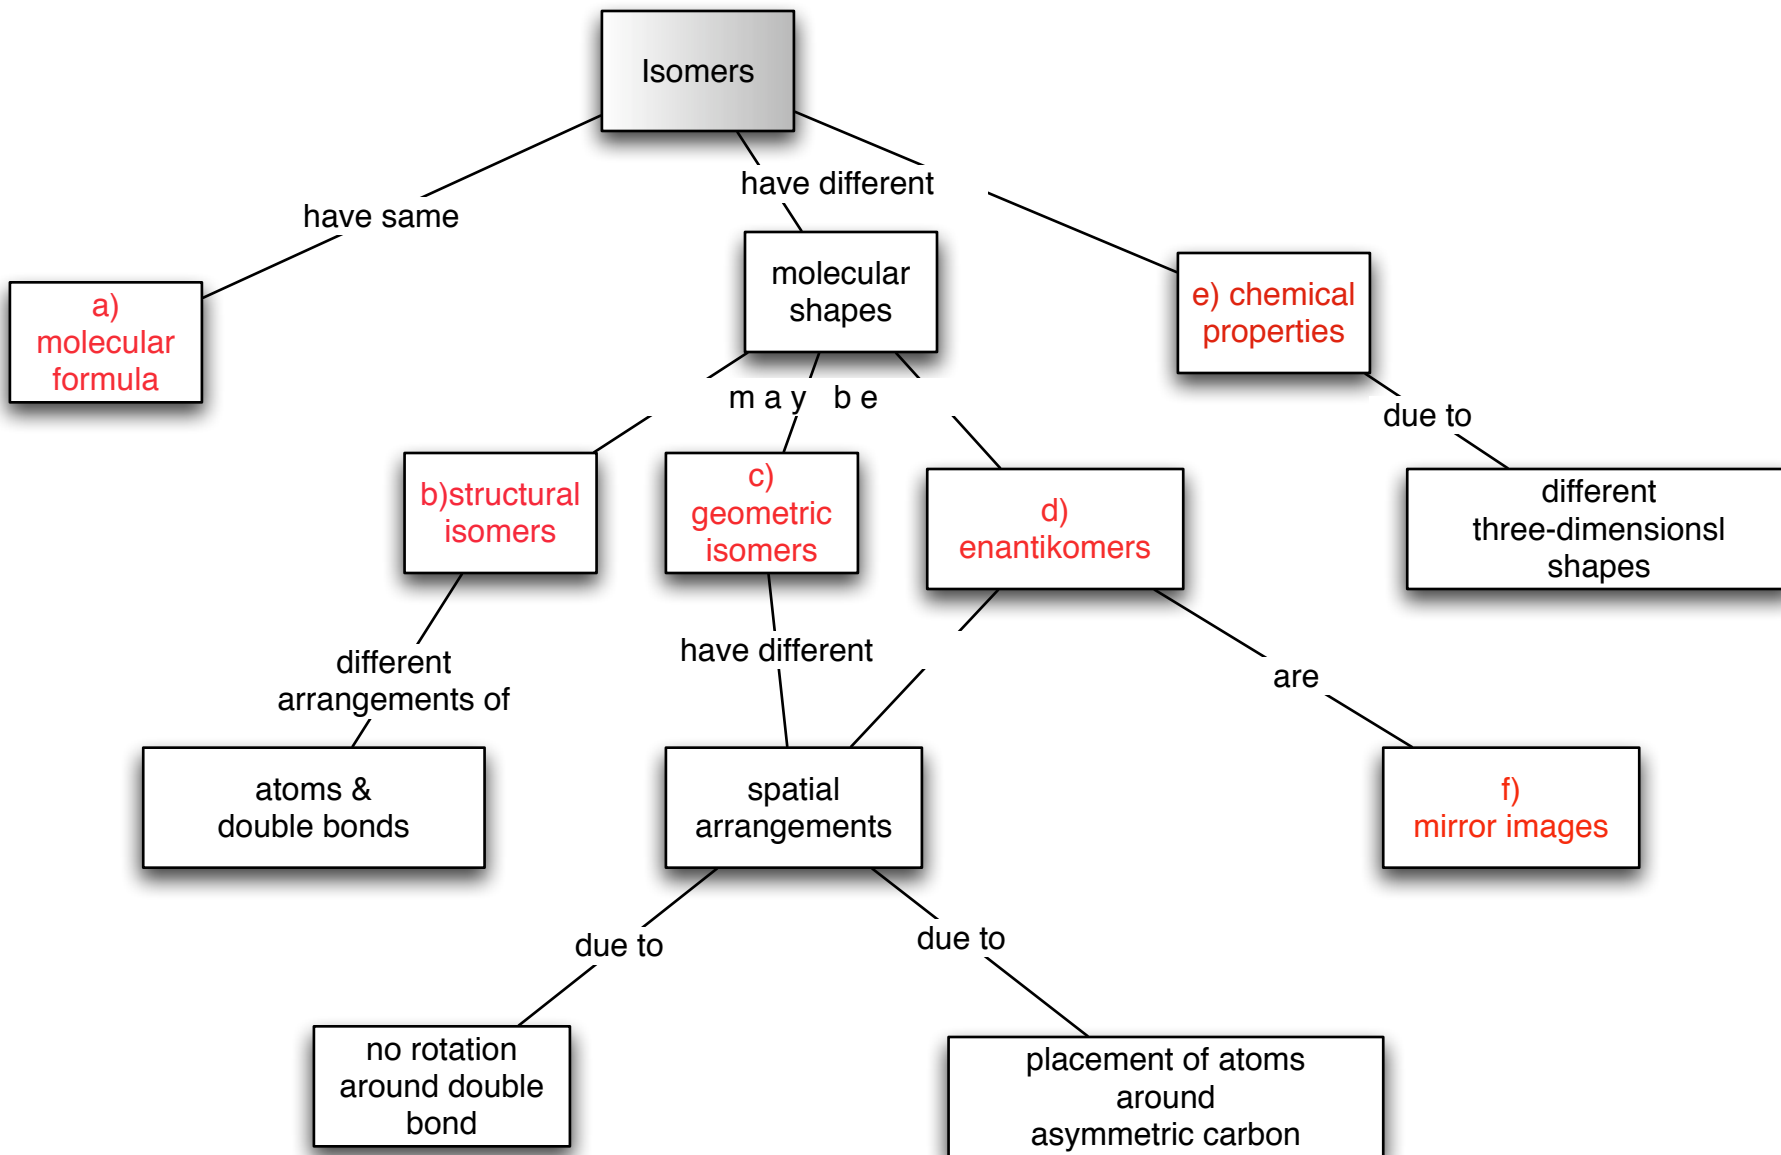 Isomers
have same
have different
a)
molecular
formula
molecular
shapes
e) chemical
properties
may be
due to
b)structural
isomers
c)
geometric
isomers
d)
enantikomers
different
three-dimensionsl
shapes
different
arrangements of
have different
are
atoms &
double bonds
spatial
arrangements
f)
mirror images
due to
due to
no rotation
around double
bond
placement of atoms
around
asymmetric carbon